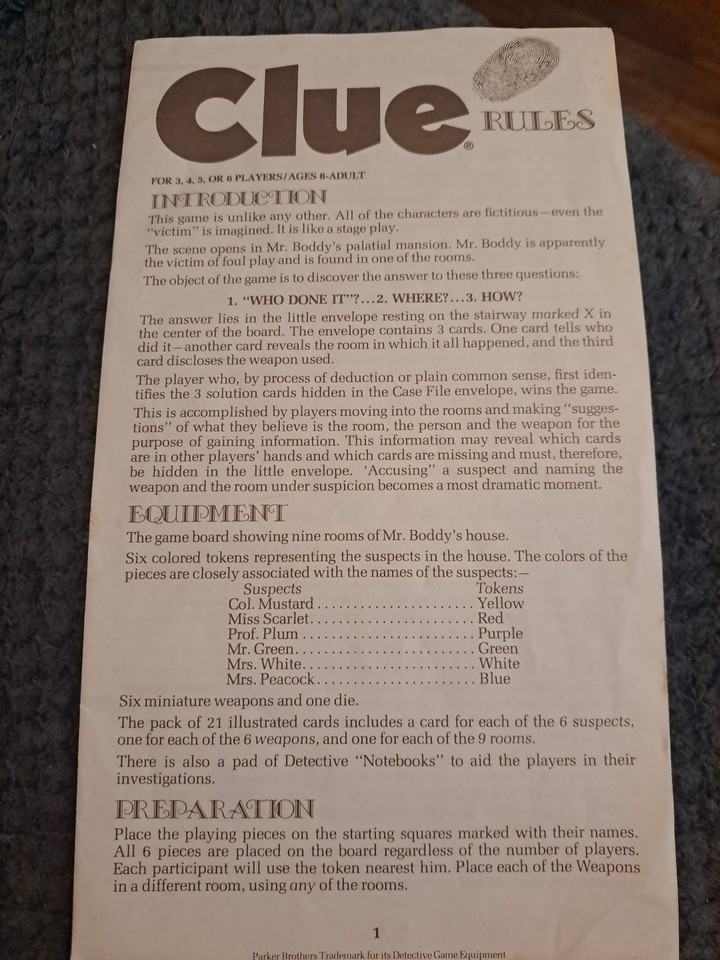 Clue® RULES
FOR 3, 4, 5, OR 6 PLAYERS/AGES 8-ADULT
INTRODUCTION
This game is unlike any other. All of the characters are fictitious—even the
"victim" is imagined. It is like a stage play.
The scene opens in Mr. Boddy's palatial mansion. Mr. Boddy is apparently
the victim of foul play and is found in one of the rooms.
The object of the game is to discover the answer to these three questions:
1. "WHO DONE IT"?...2. WHERE?...3. HOW?
The answer lies in the little envelope resting on the stairway marked X in
the center of the board. The envelope contains 3 cards. One card tells who
did it—another card reveals the room in which it all happened, and the third
card discloses the weapon used.
The player who, by process of deduction or plain common sense, first iden-
tifies the 3 solution cards hidden in the Case File envelope, wins the game.
This is accomplished by players moving into the rooms and making "sugges-
tions" of what they believe is the room, the person and the weapon for the
purpose of gaining information. This information may reveal which cards
are in other players' hands and which cards are missing and must, therefore,
be hidden in the little envelope. 'Accusing" a suspect and naming the
weapon and the room under suspicion becomes a most dramatic moment.
EQUIPMENT
The game board showing nine rooms of Mr. Boddy's house.
Six colored tokens representing the suspects in the house. The colors of the
pieces are closely associated with the names of the suspects:—
Suspects Tokens
Col. Mustard ...................... Yellow
Miss Scarlet....................... Red
Prof. Plum ........................ Purple
Mr. Green......................... Green
Mrs. White........................ White
Mrs. Peacock...................... Blue
Six miniature weapons and one die.
The pack of 21 illustrated cards includes a card for each of the 6 suspects,
one for each of the 6 weapons, and one for each of the 9 rooms.
There is also a pad of Detective "Notebooks" to aid the players in their
investigations.
PREPARATION
Place the playing pieces on the starting squares marked with their names.
All 6 pieces are placed on the board regardless of the number of players.
Each participant will use the token nearest him. Place each of the Weapons
in a different room, using any of the rooms.
1
Parker Brothers Trademark for its Detective Game Equipment